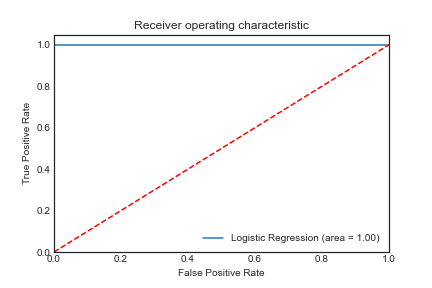 Receiver operating characteristic
1.0
0.8
0.6
0.4
0.2
0.0
True Positive Rate
Logistic Regression (area = 1.00)
0.0 0.2 0.4 0.6 0.8 1.0
False Positive Rate